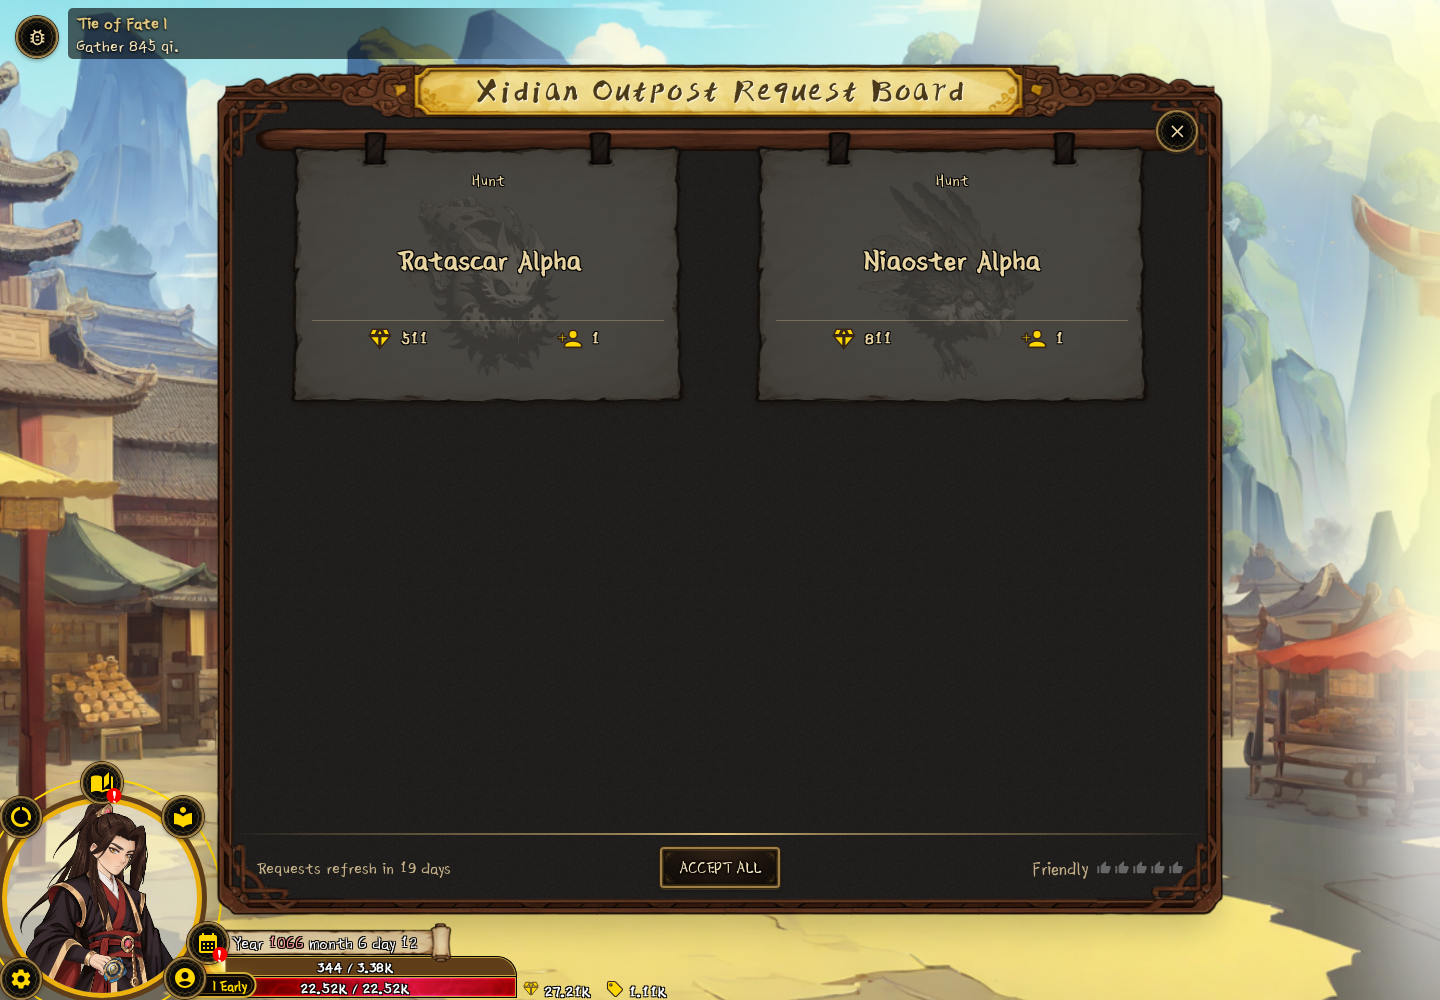 Tie of Fate 1
Gather 845 qi.
Xidian Outpost Request Board
Hunt
Ratascar Alpha
511
+ 1
Hunt
Niaoster Alpha
811
+ 1
Requests refresh in 19 days
ACCEPT ALL
Friendly
Year 1066 month 6 day 12
344 / 3.38K
1 Early
22.52K / 22.52K
27.21K
1.11K